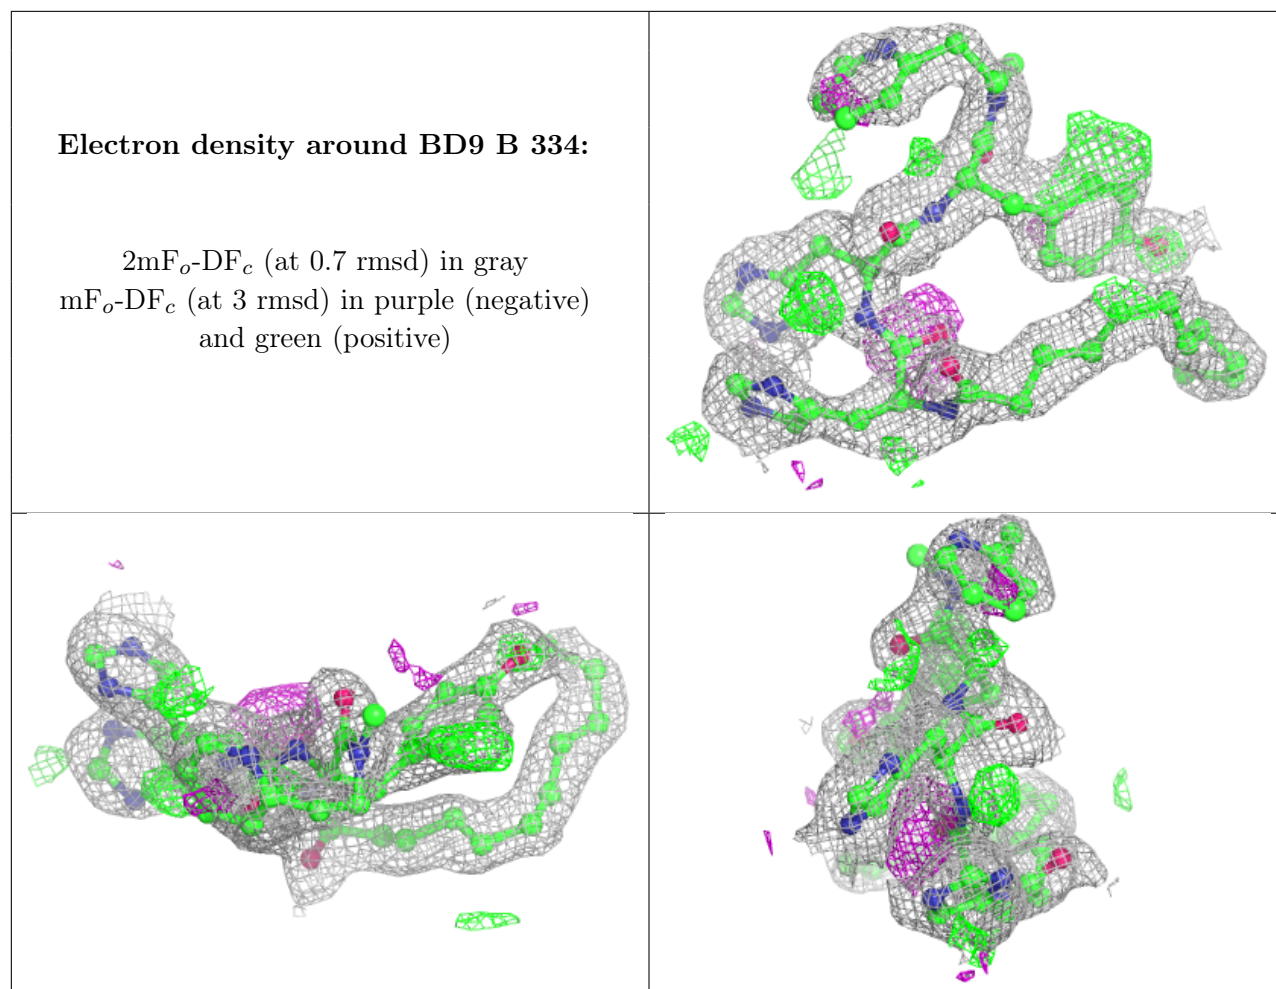 Electron density around BD9 B 334:
2mFₒ-DF𝒸 (at 0.7 rmsd) in gray
mFₒ-DF𝒸 (at 3 rmsd) in purple (negative)
and green (positive)